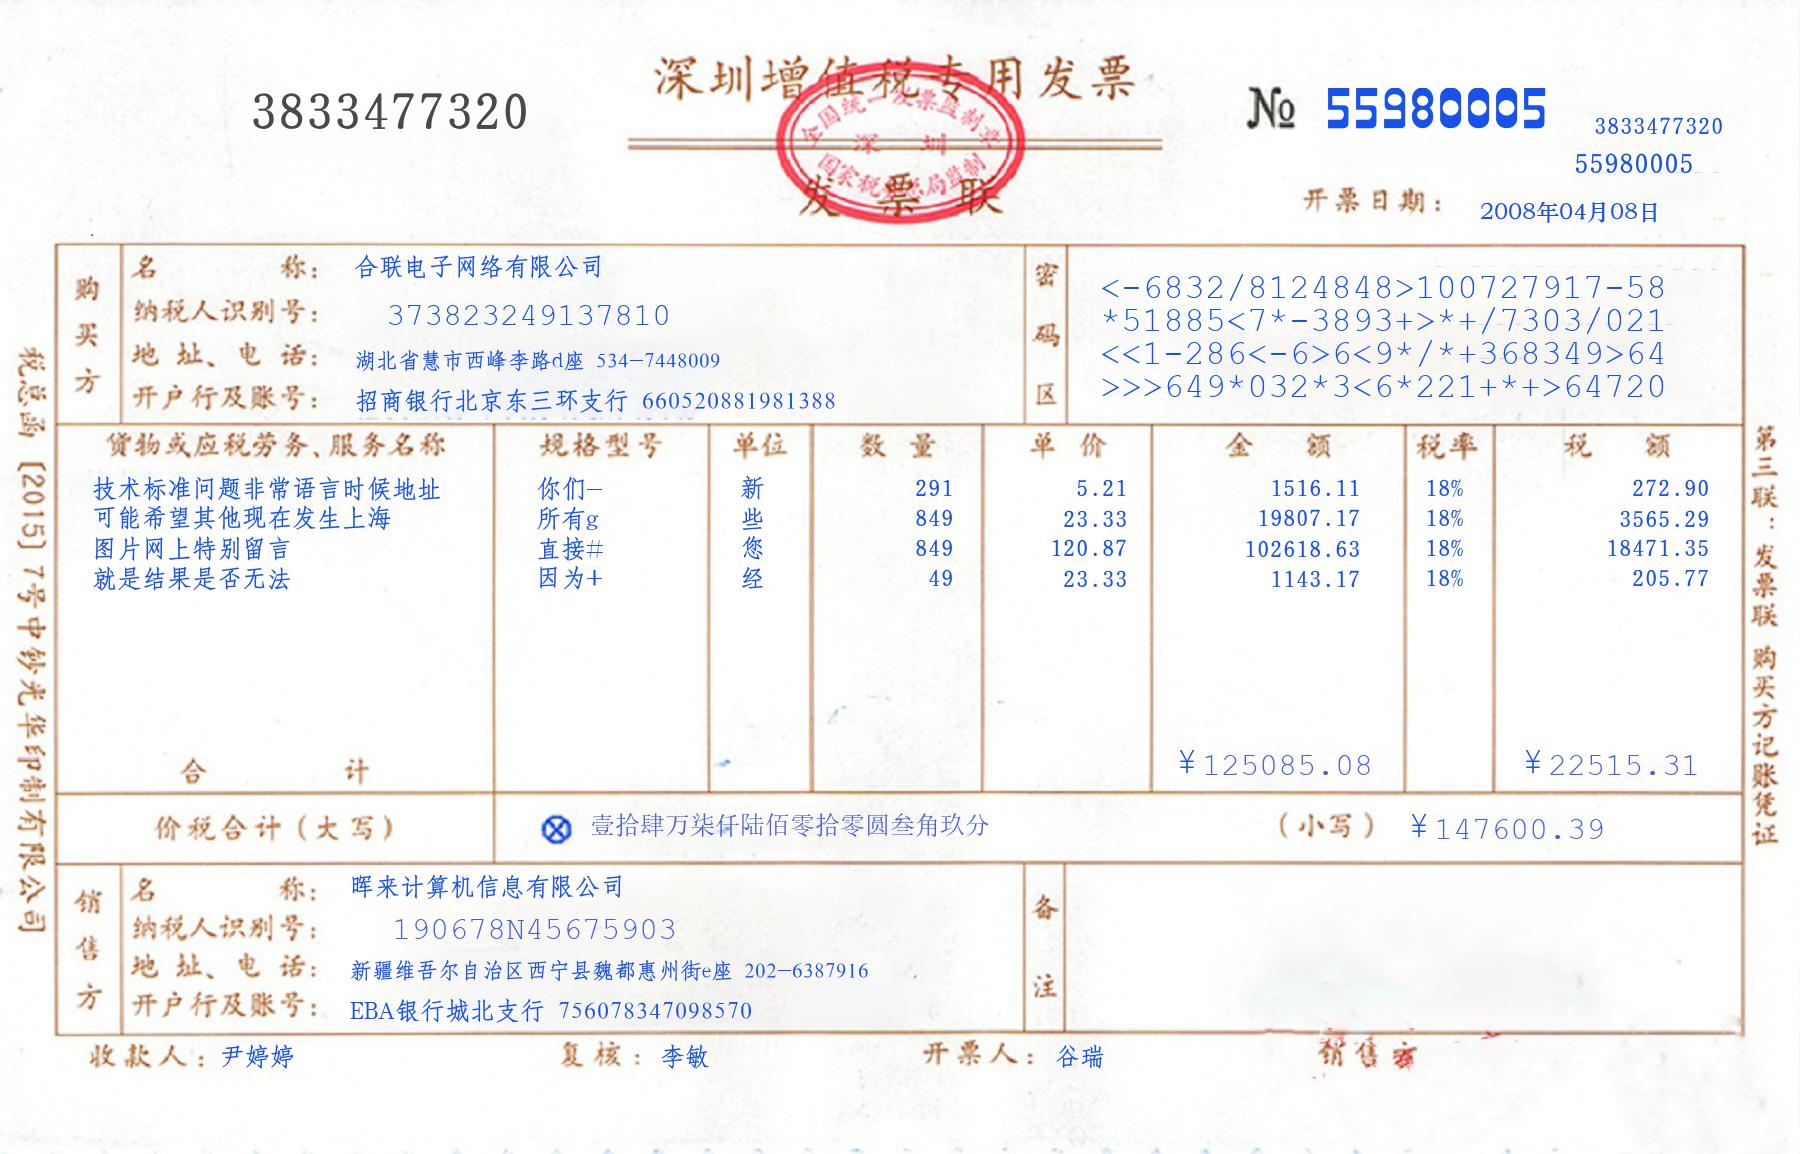 深圳增值税专用发票
3833477320
№ 55980005
3833477320
55980005
全国统一发票监制章
深 圳
国家税务总局监制
发票联
开票日期： 2008年04月08日
购买方
名 称： 合联电子网络有限公司
纳税人识别号： 373823249137810
地址、电话： 湖北省慧市西峰李路d座 534-7448009
开户行及账号： 招商银行北京东三环支行 660520881981388
密码区
<-6832/8124848>100727917-58
*51885<7*-3893+>*+/7303/021
<<1-286<-6>6<9*/*+368349>64
>>>649*032*3<6*221+*+>64720
货物或应税劳务、服务名称 规格型号 单位 数量 单价 金额 税率 税额
技术标准问题非常语言时候地址 你们- 新 291 5.21 1516.11 18% 272.90
可能希望其他现在发生上海 所有g 些 849 23.33 19807.17 18% 3565.29
图片网上特别留言 直接# 您 849 120.87 102618.63 18% 18471.35
就是结果是否无法 因为+ 经 49 23.33 1143.17 18% 205.77
合 计 ¥125085.08 ¥22515.31
价税合计（大写） ⊗ 壹拾肆万柒仟陆佰零拾零圆叁角玖分 （小写） ¥147600.39
销售方
名 称： 晖来计算机信息有限公司
纳税人识别号： 190678N45675903
地址、电话： 新疆维吾尔自治区西宁县魏都惠州街e座 202-6387916
开户行及账号： EBA银行城北支行 756078347098570
备注
收款人：尹婷婷 复核：李敏 开票人：谷瑞 销售
税总函［2015］7号中钞光华印制有限公司
第三联：发票联 购买方记账凭证